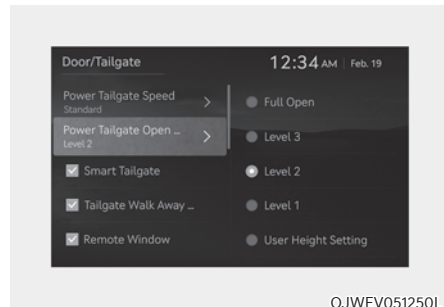 Door/Tailgate
12:34 AM | Feb. 19
Power Tailgate Speed
Standard
Power Tailgate Open ...
Level 2
Smart Tailgate
Tailgate Walk Away ...
Remote Window
Full Open
Level 3
Level 2
Level 1
User Height Setting
OJWEV051250L